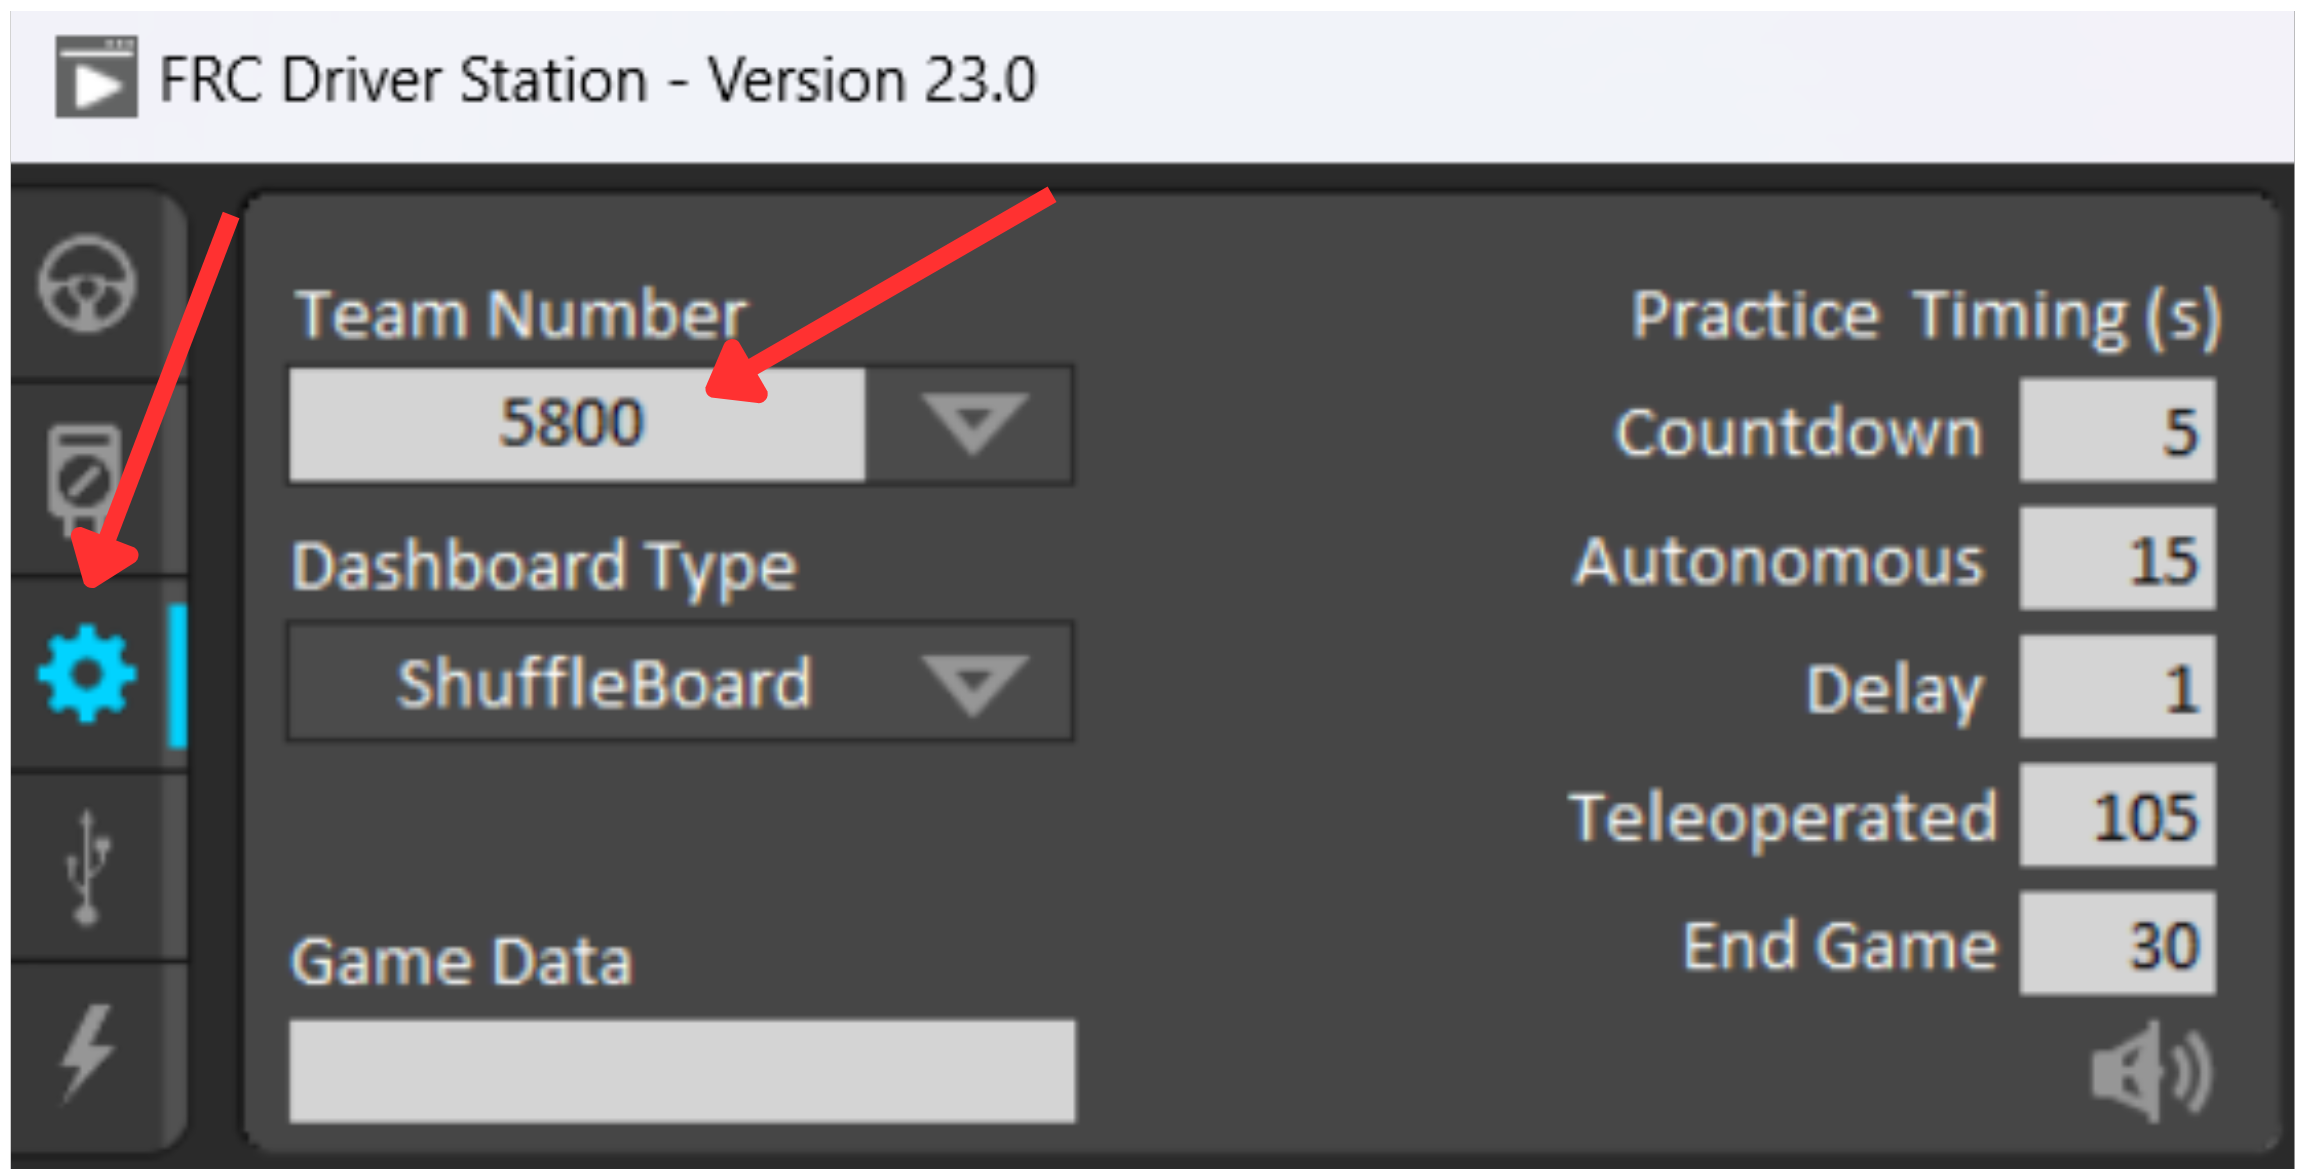 FRC Driver Station - Version 23.0
Team Number
5800
Dashboard Type
ShuffleBoard
Game Data
Practice Timing (s)
Countdown 5
Autonomous 15
Delay 1
Teleoperated 105
End Game 30